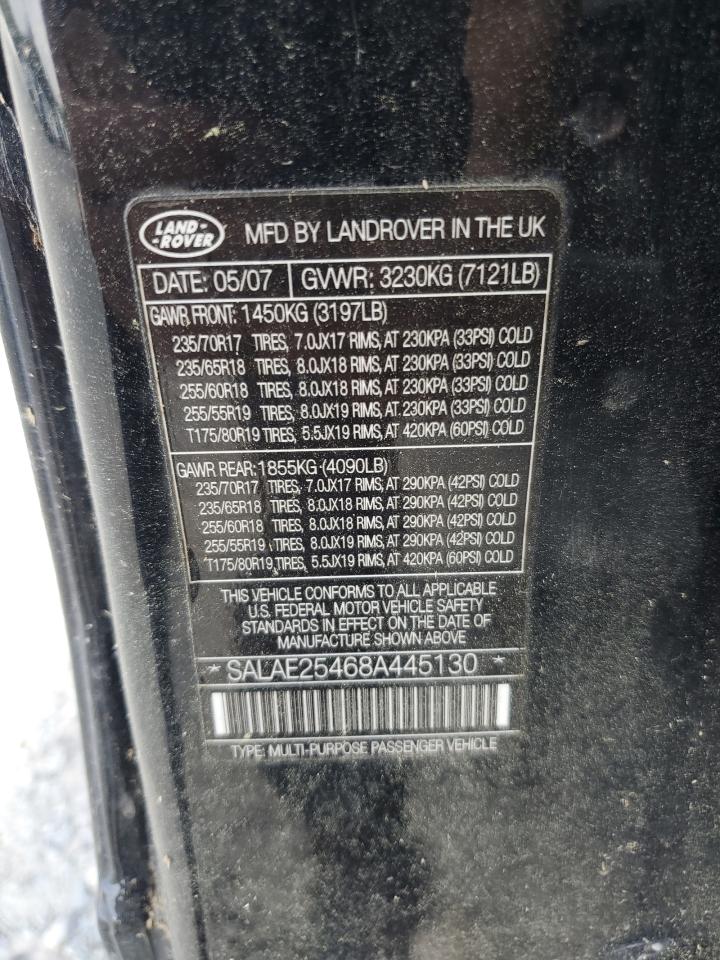 LAND-ROVER MFD BY LANDROVER IN THE UK
DATE: 05/07 GVWR: 3230KG (7121LB)
GAWR FRONT: 1450KG (3197LB)
235/70R17 TIRES, 7.0JX17 RIMS, AT 230KPA (33PSI) COLD
235/65R18 TIRES, 8.0JX18 RIMS, AT 230KPA (33PSI) COLD
255/60R18 TIRES, 8.0JX18 RIMS, AT 230KPA (33PSI) COLD
255/55R19 TIRES, 8.0JX19 RIMS, AT 230KPA (33PSI) COLD
T175/80R19 TIRES, 5.5JX19 RIMS, AT 420KPA (60PSI) COLD
GAWR REAR: 1855KG (4090LB)
235/70R17 TIRES, 7.0JX17 RIMS, AT 290KPA (42PSI) COLD
235/65R18 TIRES, 8.0JX18 RIMS, AT 290KPA (42PSI) COLD
255/60R18 TIRES, 8.0JX18 RIMS, AT 290KPA (42PSI) COLD
255/55R19 TIRES, 8.0JX19 RIMS, AT 290KPA (42PSI) COLD
T175/80R19 TIRES, 5.5JX19 RIMS, AT 420KPA (60PSI) COLD
THIS VEHICLE CONFORMS TO ALL APPLICABLE
U.S. FEDERAL MOTOR VEHICLE SAFETY
STANDARDS IN EFFECT ON THE DATE OF
MANUFACTURE SHOWN ABOVE
* SALAE25468A445130 *
TYPE: MULTI-PURPOSE PASSENGER VEHICLE